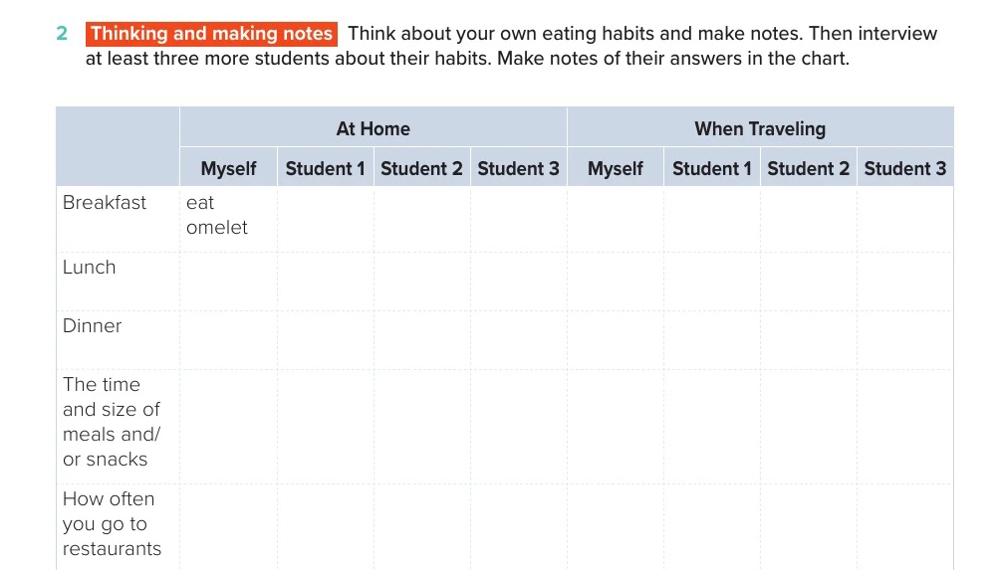 2 Thinking and making notes Think about your own eating habits and make notes. Then interview
at least three more students about their habits. Make notes of their answers in the chart.
At Home When Traveling
Myself Student 1 Student 2 Student 3 Myself Student 1 Student 2 Student 3
Breakfast eat
omelet
Lunch
Dinner
The time
and size of
meals and/
or snacks
How often
you go to
restaurants